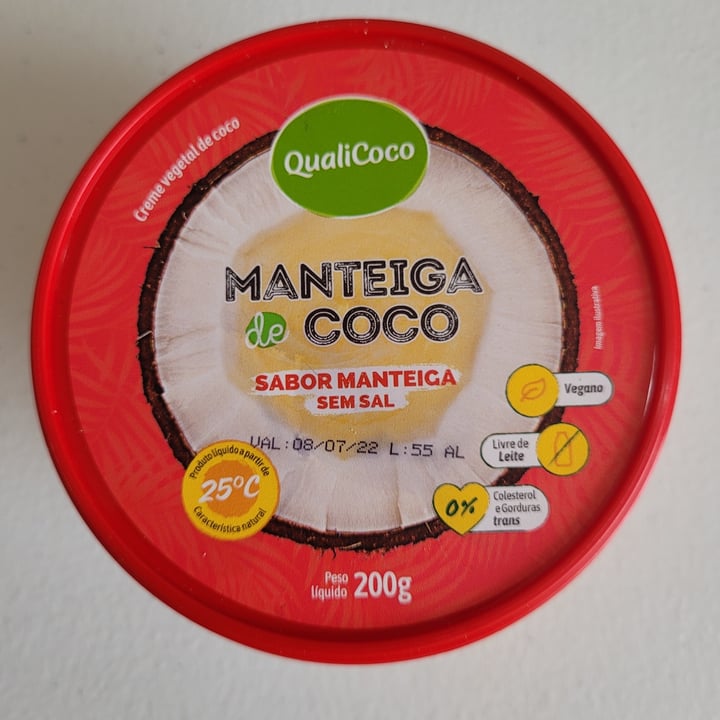 Creme vegetal de coco
QualiCoco
MANTEIGA
de COCO
SABOR MANTEIGA
SEM SAL
Imagem ilustrativa
Vegano
VAL:08/07/22 L:55 AL
Livre de
Leite
Produto líquido a partir de
25°C
Característica natural
0%
Colesterol
e Gorduras
trans
Peso
líquido 200g